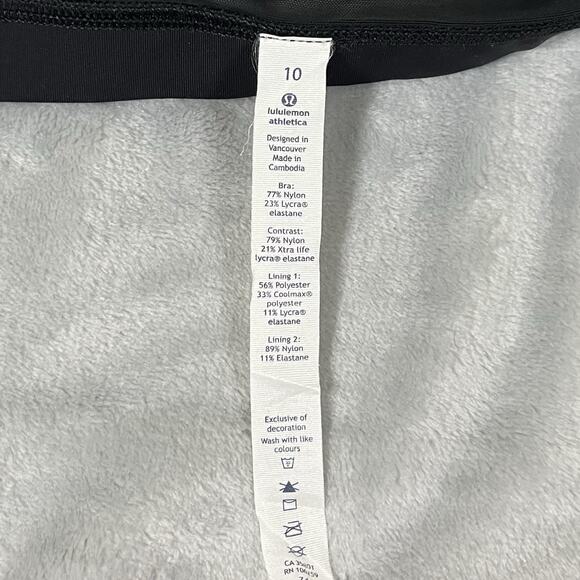 10
lululemon
athletica
Designed in
Vancouver
Made in
Cambodia
Bra:
77% Nylon
23% Lycra®
elastane
Contrast:
79% Nylon
21% Xtra life
lycra® elastane
Lining 1:
56% Polyester
33% Coolmax®
polyester
11% Lycra®
elastane
Lining 2:
89% Nylon
11% Elastane
Exclusive of
decoration
Wash with like
colours
CA
RN